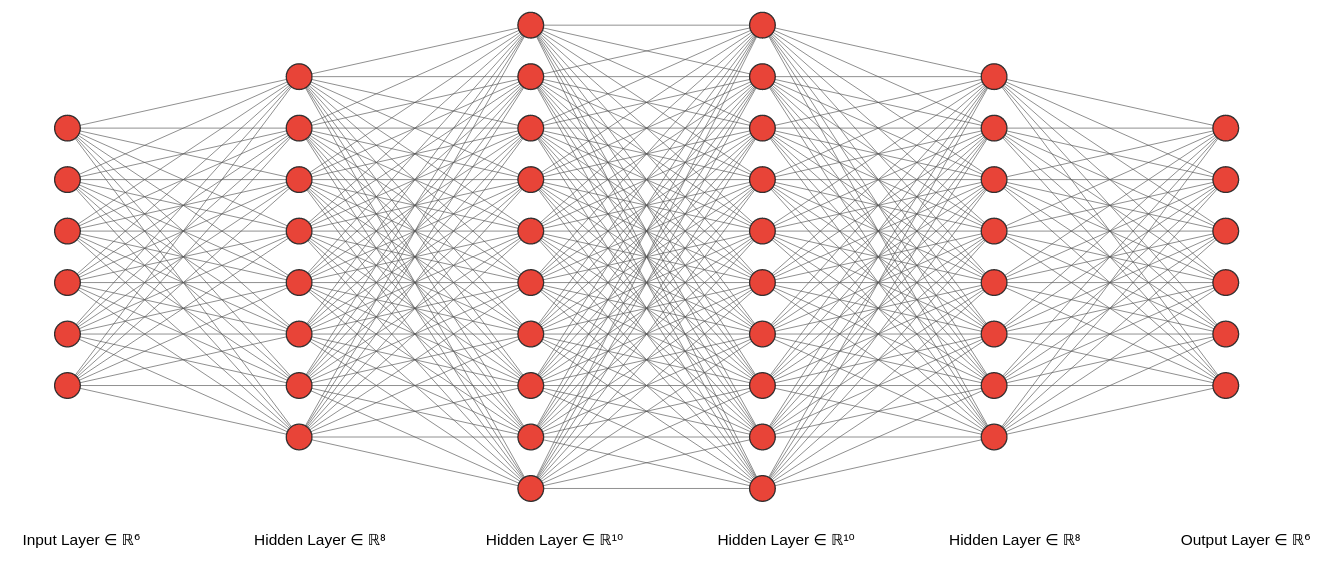 Input Layer ∈ ℝ⁶
Hidden Layer ∈ ℝ⁸
Hidden Layer ∈ ℝ¹⁰
Hidden Layer ∈ ℝ¹⁰
Hidden Layer ∈ ℝ⁸
Output Layer ∈ ℝ⁶